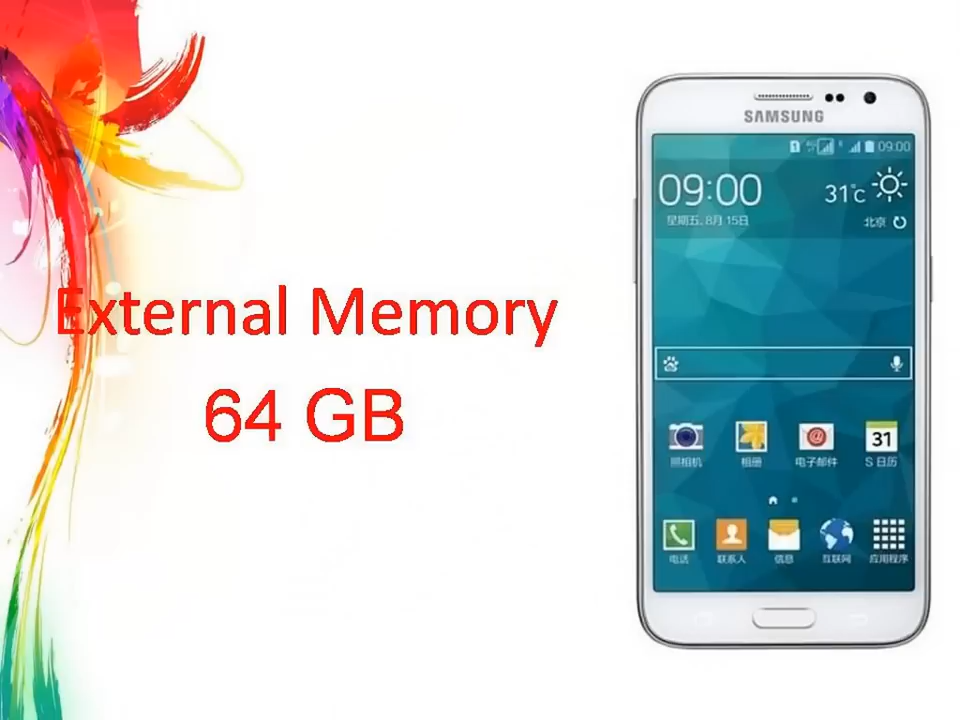 External Memory
64 GB
SAMSUNG
09:00
09:00
31°c
星期五, 8月 15日
北京
31
照相机
相册
电子邮件
S 日历
电话
联系人
信息
互联网
应用程序